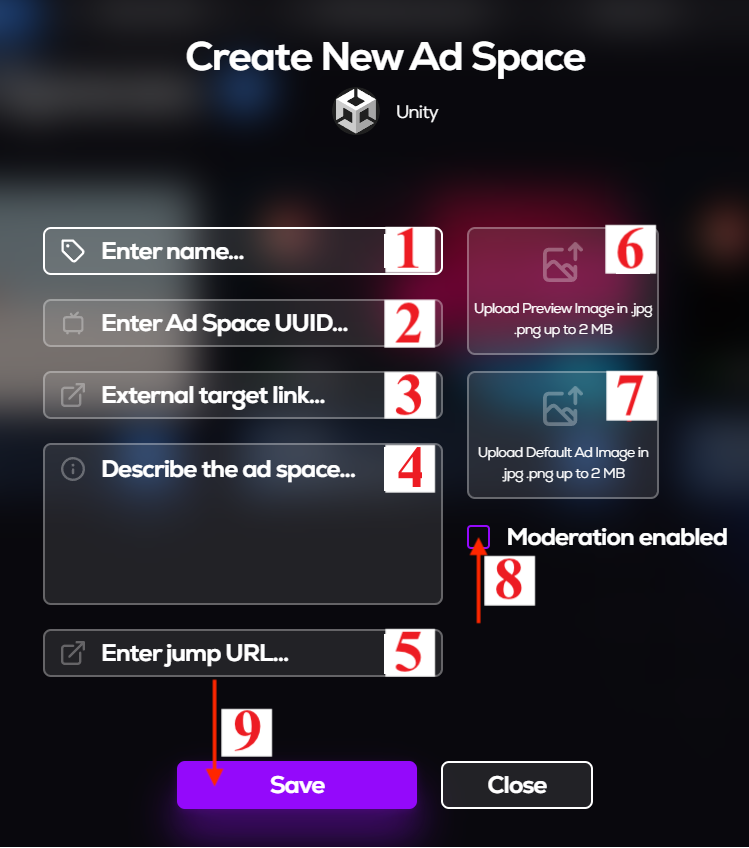 Create New Ad Space
Unity
Enter name...
1
Enter Ad Space UUID...
2
External target link...
3
Describe the ad space...
4
Enter jump URL...
5
6
Upload Preview Image in .jpg
.png up to 2 MB
7
Upload Default Ad Image in
.jpg .png up to 2 MB
Moderation enabled
8
9
Save
Close